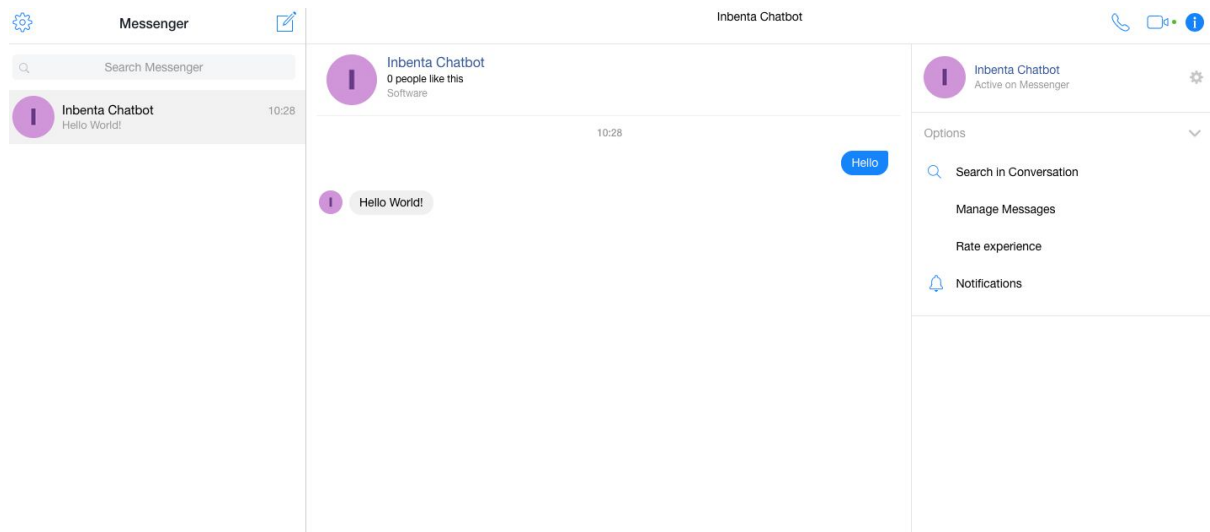 Messenger
Search Messenger
I
Inbenta Chatbot
10:28
Hello World!
Inbenta Chatbot
I
Inbenta Chatbot
0 people like this
Software
10:28
Hello
I
Hello World!
i
I
Inbenta Chatbot
Active on Messenger
Options
Search in Conversation
Manage Messages
Rate experience
Notifications